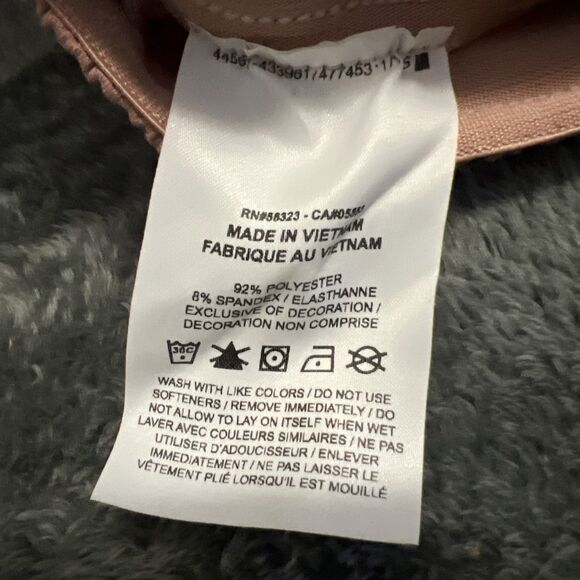 RN#56323 - CA#05553
MADE IN VIETNAM
FABRIQUE AU VIETNAM
92% POLYESTER
8% SPANDEX / ELASTHANNE
EXCLUSIVE OF DECORATION /
DECORATION NON COMPRISE
30C
WASH WITH LIKE COLORS / DO NOT USE
SOFTENERS / REMOVE IMMEDIATELY / DO
NOT ALLOW TO LAY ON ITSELF WHEN WET
LAVER AVEC COULEURS SIMILAIRES / NE PAS
UTILISER D'ADOUCISSEUR / ENLEVER
IMMEDIATEMENT / NE PAS LAISSER LE
VÊTEMENT PLIÉ LORSQU'IL EST MOUILLÉ